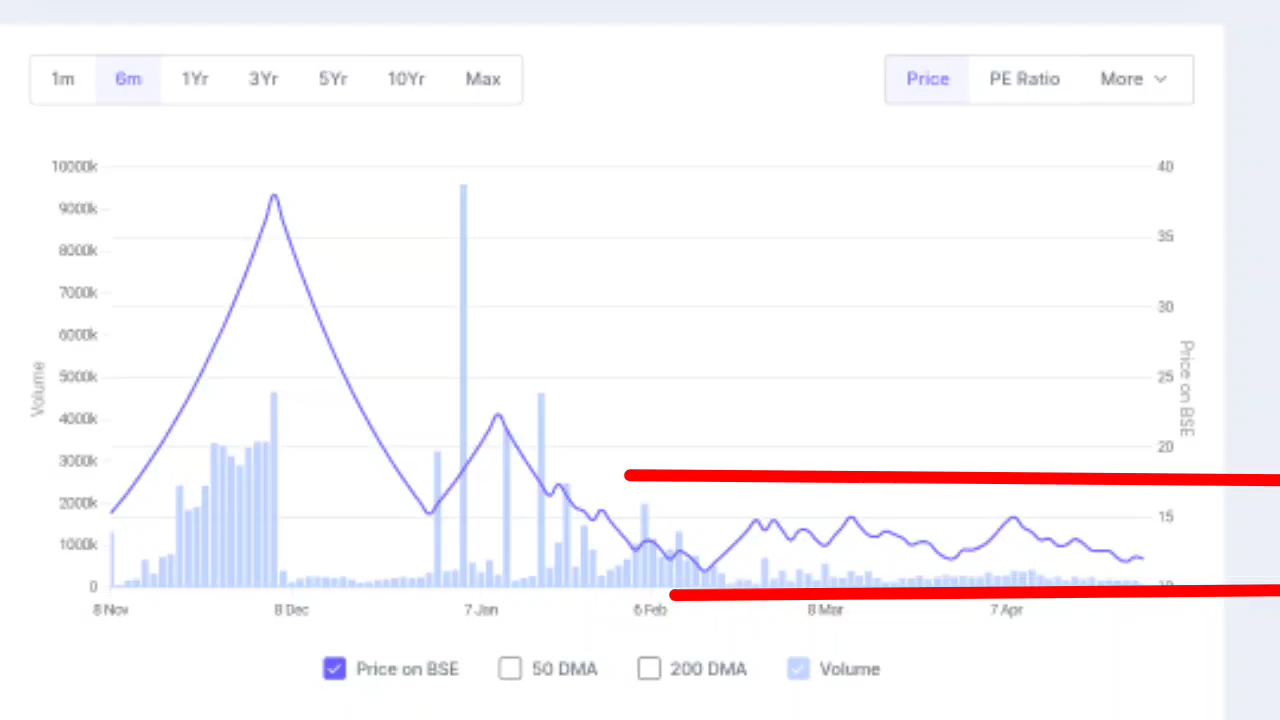 1m 6m 1Yr 3Yr 5Yr 10Yr Max
Price PE Ratio More
10000k
9000k
8000k
7000k
6000k
5000k
4000k
3000k
2000k
1000k
0
Volume
40
35
30
25
20
15
Price on BSE
8 Nov 8 Dec 7 Jan 6 Feb 8 Mar 7 Apr
Price on BSE 50 DMA 200 DMA Volume